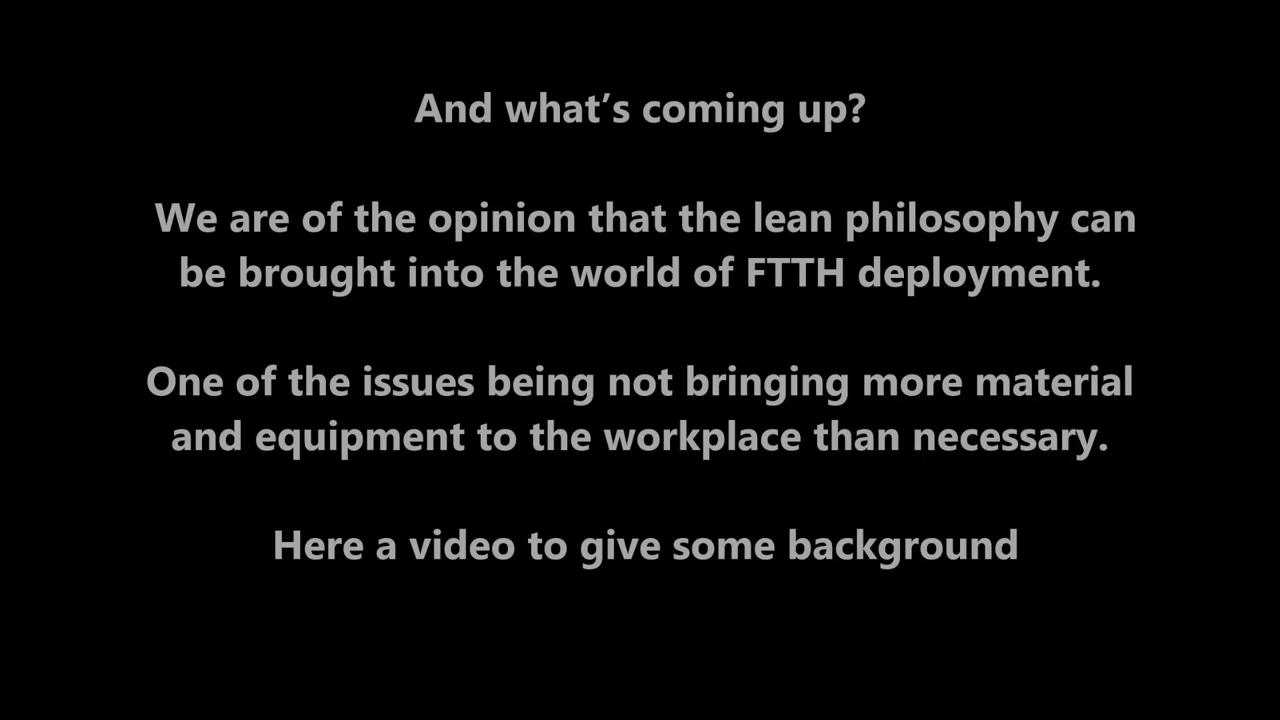 And what’s coming up?
We are of the opinion that the lean philosophy can
be brought into the world of FTTH deployment.
One of the issues being not bringing more material
and equipment to the workplace than necessary.
Here a video to give some background